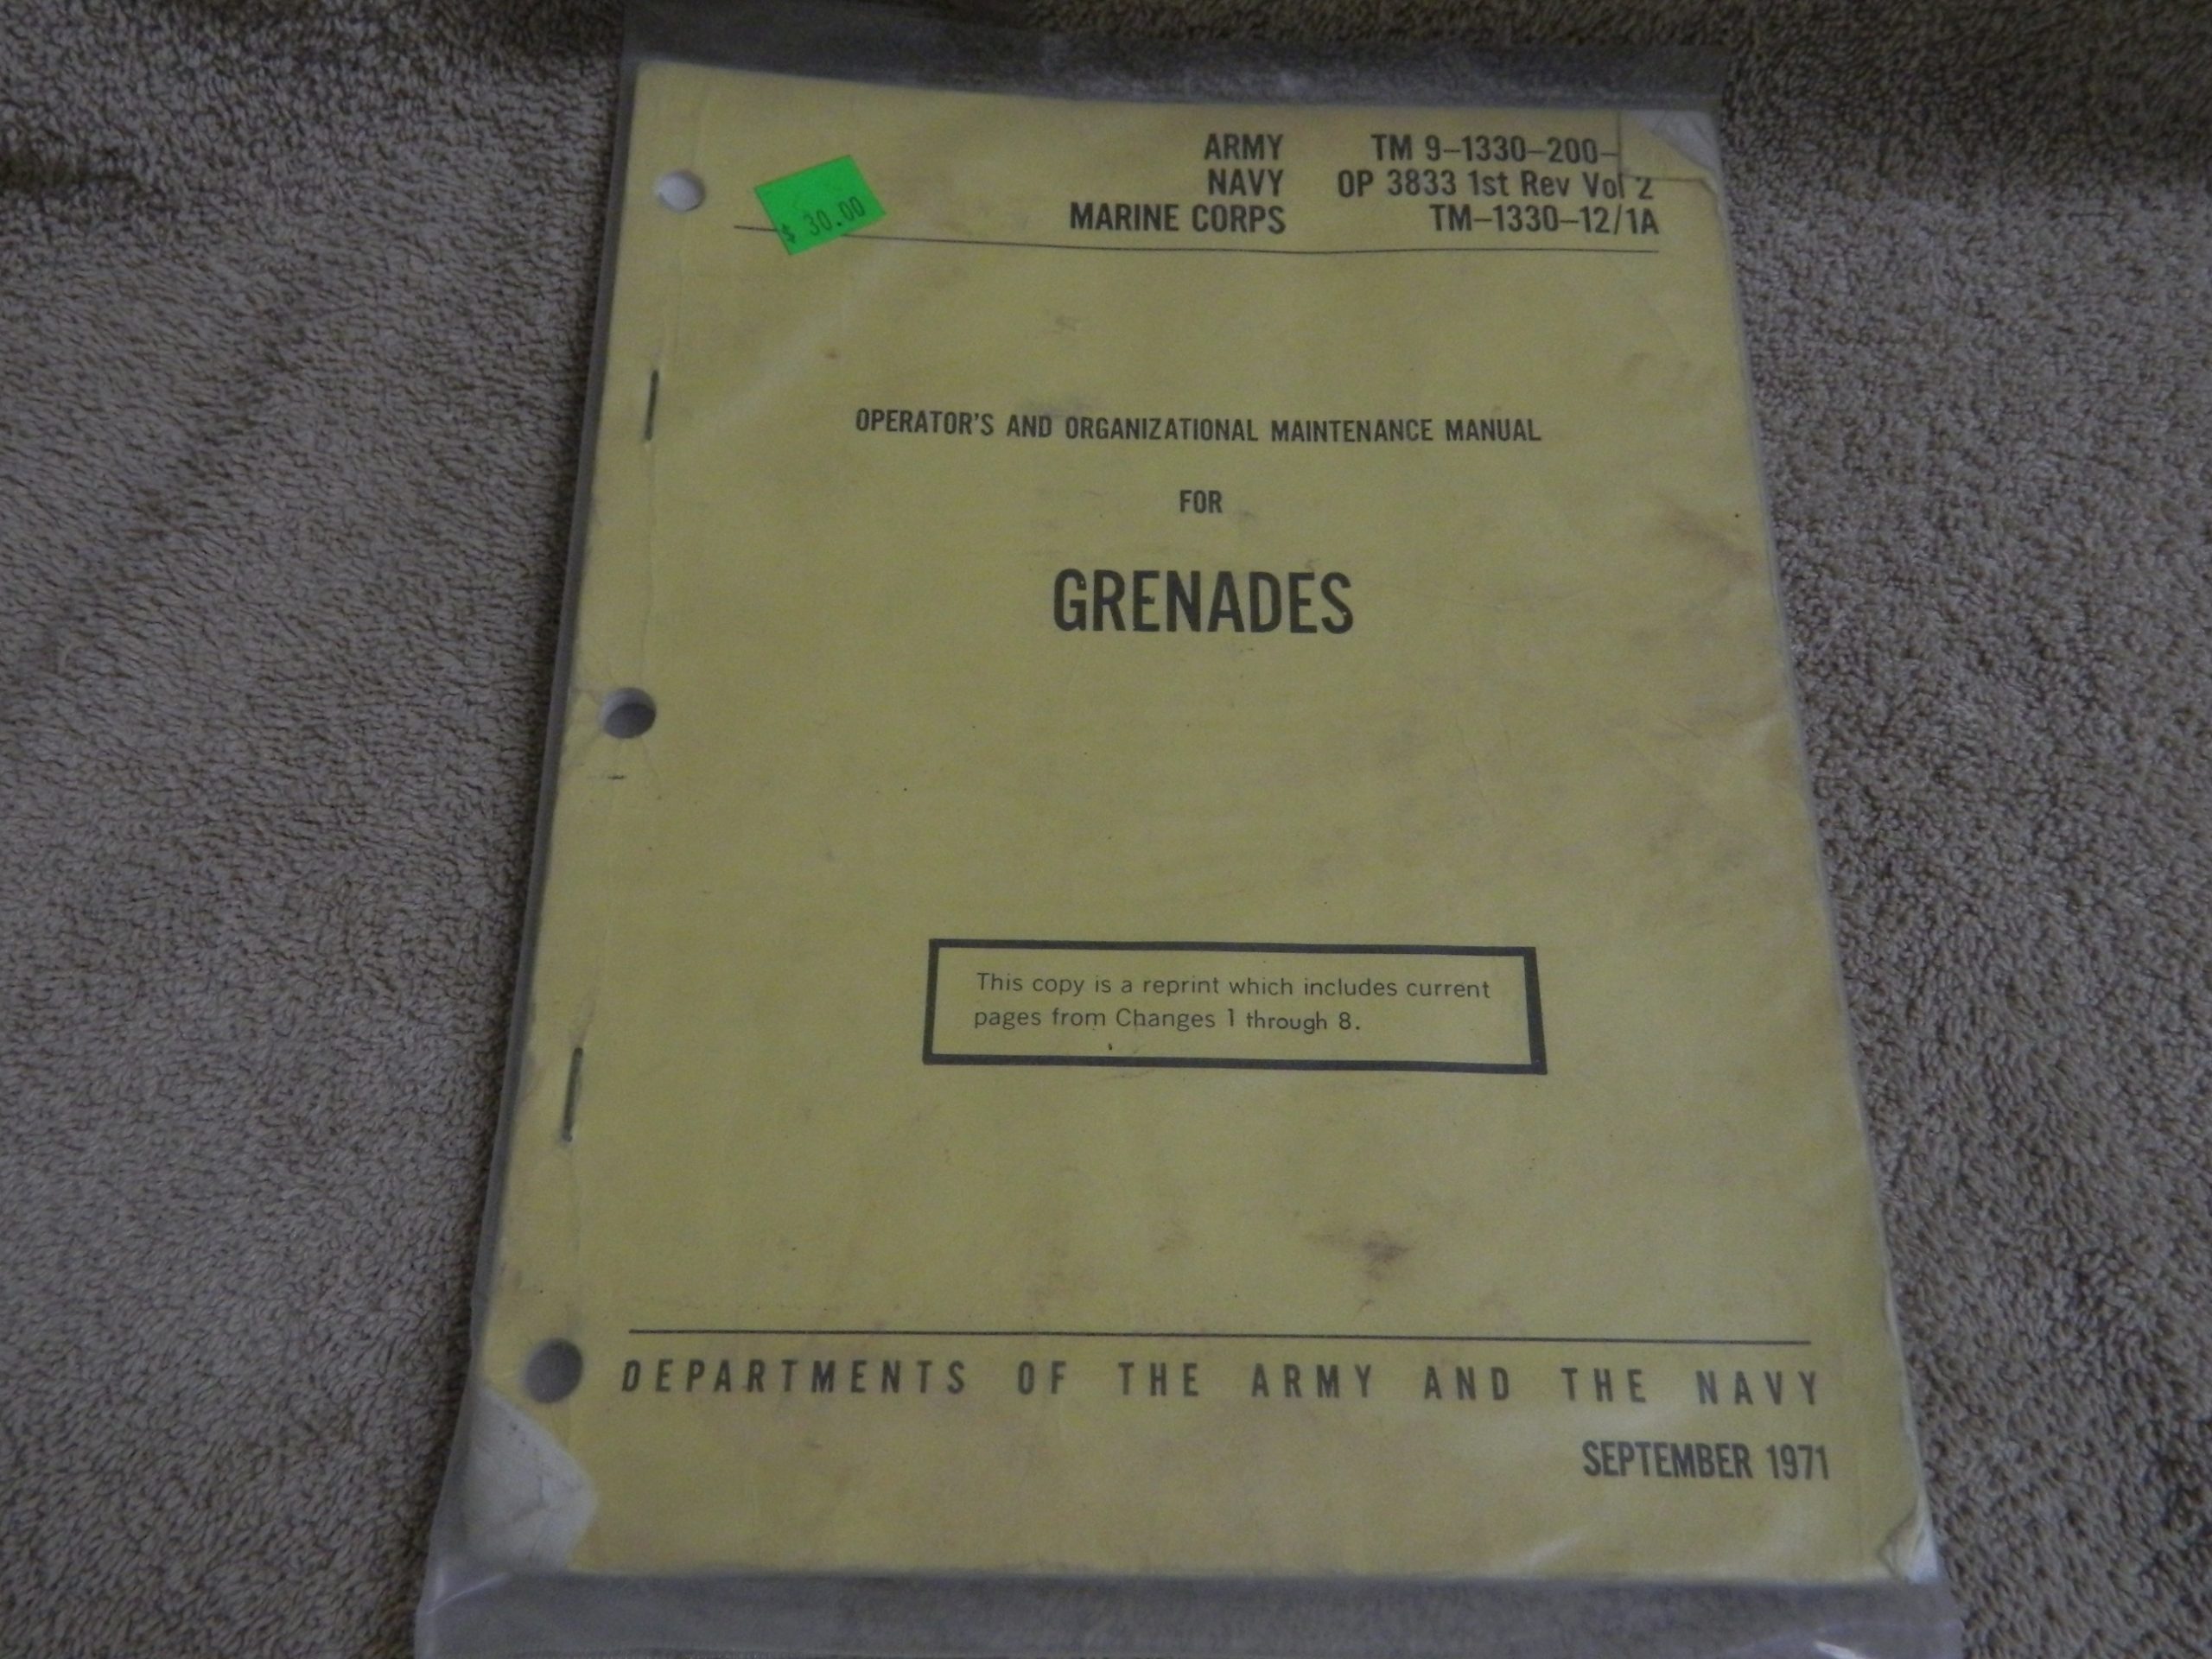 $ 30.00
ARMY TM 9-1330-200-
NAVY OP 3833 1st Rev Vol 2
MARINE CORPS TM-1330-12/1A
OPERATOR'S AND ORGANIZATIONAL MAINTENANCE MANUAL
FOR
GRENADES
This copy is a reprint which includes current
pages from Changes 1 through 8.
DEPARTMENTS OF THE ARMY AND THE NAVY
SEPTEMBER 1971